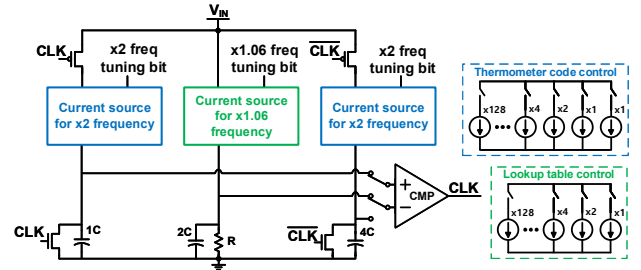 V_IN
CLK
x2 freq
tuning bit
x1.06 freq
tuning bit
C̅L̅K̅
x2 freq
tuning bit
Current source
for x2 frequency
Current source
for x1.06
frequency
Current source
for x2 frequency
Thermometer code control
x128
x4
x2
x1
x1
CMP
CLK
Lookup table control
x128
x4
x2
x1
CLK
1C
2C
R
C̅L̅K̅
4C